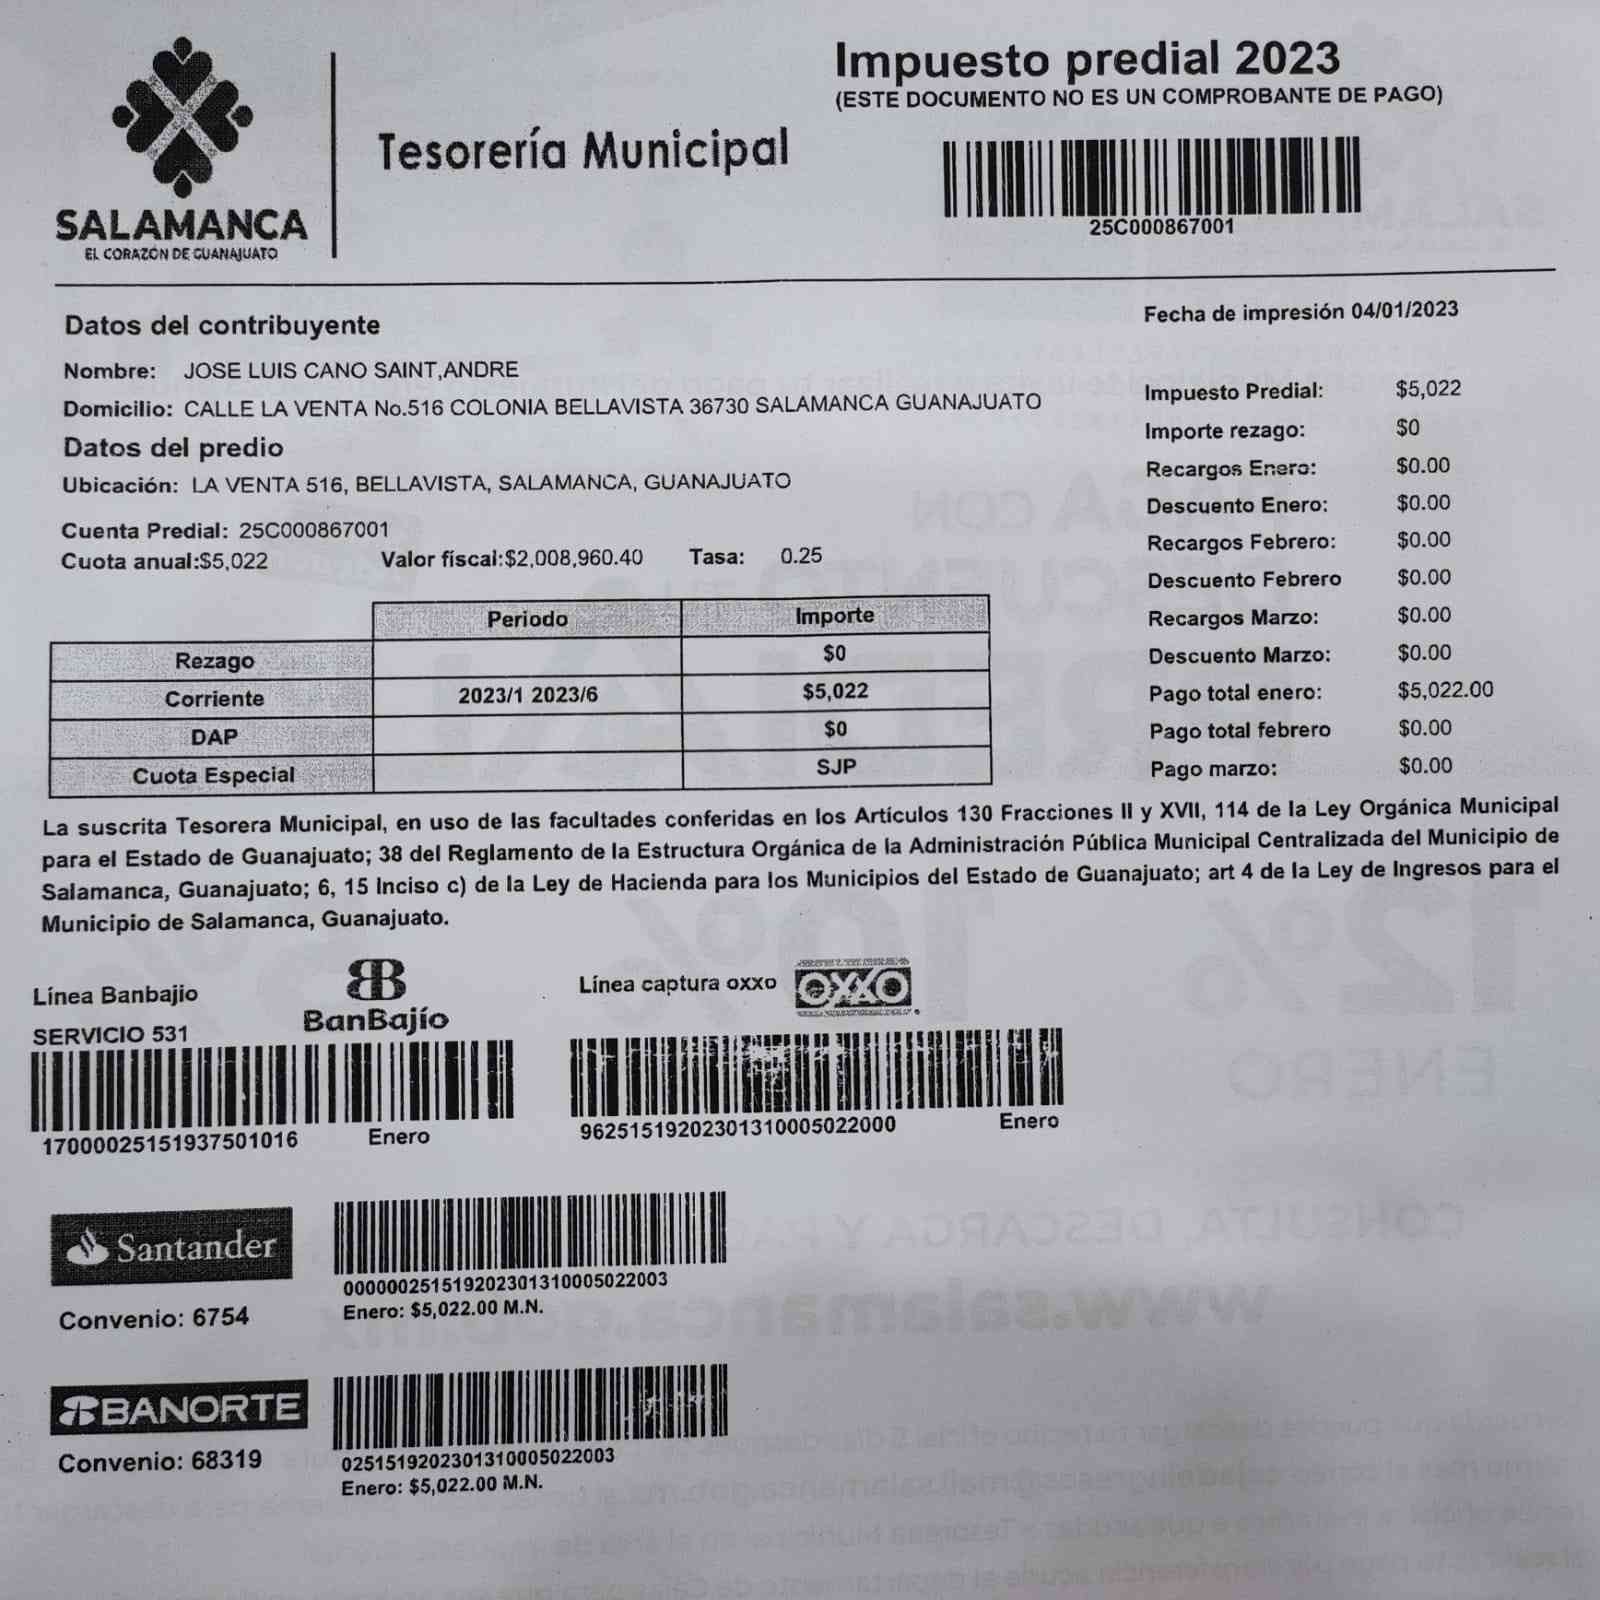 Impuesto predial 2023
(ESTE DOCUMENTO NO ES UN COMPROBANTE DE PAGO)
Tesorería Municipal
SALAMANCA
EL CORAZÓN DE GUANAJUATO
25C000867001
Fecha de impresión 04/01/2023
Datos del contribuyente
Nombre: JOSE LUIS CANO SAINT,ANDRE
Domicilio: CALLE LA VENTA No.516 COLONIA BELLAVISTA 36730 SALAMANCA GUANAJUATO
Datos del predio
Ubicación: LA VENTA 516, BELLAVISTA, SALAMANCA, GUANAJUATO
Cuenta Predial: 25C000867001
Cuota anual:$5,022 Valor fiscal:$2,008,960.40 Tasa: 0.25
Periodo Importe
Rezago $0
Corriente 2023/1 2023/6 $5,022
DAP $0
Cuota Especial SJP
Impuesto Predial: $5,022
Importe rezago: $0
Recargos Enero: $0.00
Descuento Enero: $0.00
Recargos Febrero: $0.00
Descuento Febrero $0.00
Recargos Marzo: $0.00
Descuento Marzo: $0.00
Pago total enero: $5,022.00
Pago total febrero $0.00
Pago marzo: $0.00
La suscrita Tesorera Municipal, en uso de las facultades conferidas en los Artículos 130 Fracciones II y XVII, 114 de la Ley Orgánica Municipal
para el Estado de Guanajuato; 38 del Reglamento de la Estructura Orgánica de la Administración Pública Municipal Centralizada del Municipio de
Salamanca, Guanajuato; 6, 15 Inciso c) de la Ley de Hacienda para los Municipios del Estado de Guanajuato; art 4 de la Ley de Ingresos para el
Municipio de Salamanca, Guanajuato.
Línea Banbajio
SERVICIO 531
BanBajío
17000025151937501016 Enero
Línea captura oxxo OXXO
96251519202301310005022000 Enero
Santander
Convenio: 6754
000000251519202301310005022003
Enero: $5,022.00 M.N.
BANORTE
Convenio: 68319
0251519202301310005022003
Enero: $5,022.00 M.N.